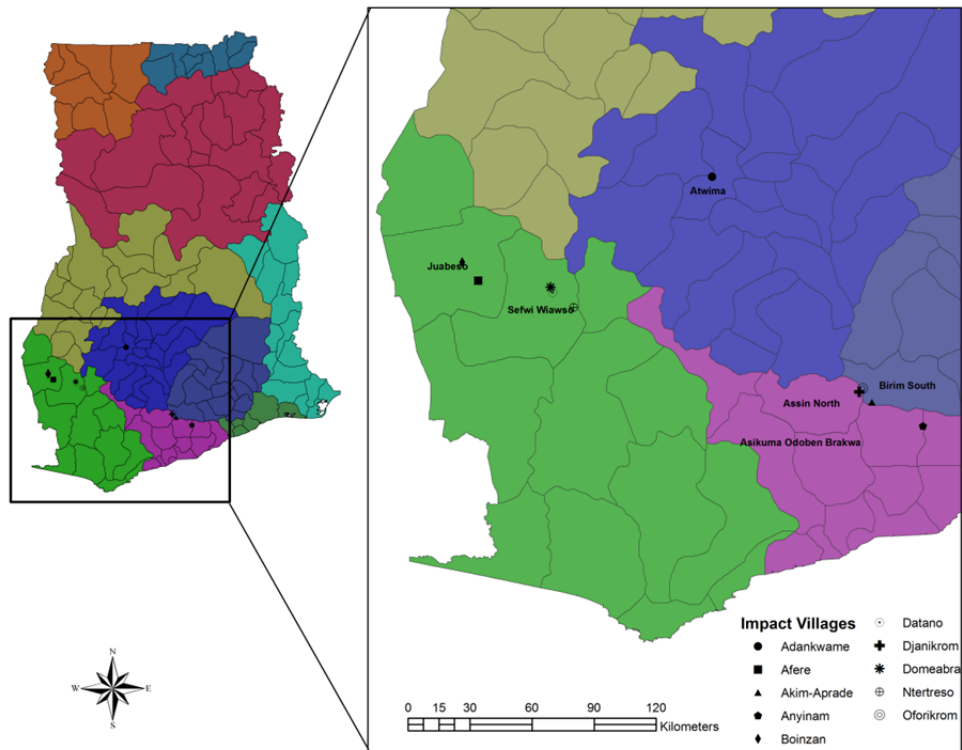 Atwima
Juabeso
Sefwi Wiawso
Birim South
Assin North
Asikuma Odoben Brakwa
Impact Villages
Adankwame
Afere
Akim-Aprade
Anyinam
Boinzan
Datano
Djanikrom
Domeabra
Ntertreso
Oforikrom
N
W E
S
0 15 30 60 90 120
Kilometers